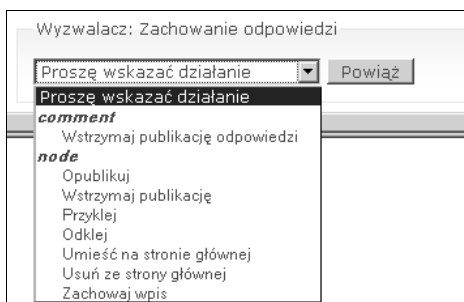 Wyzwalacz: Zachowanie odpowiedzi
Proszę wskazać działanie Powiąż
Proszę wskazać działanie
comment
Wstrzymaj publikację odpowiedzi
node
Opublikuj
Wstrzymaj publikację
Przyklej
Odklej
Umieść na stronie głównej
Usuń ze strony głównej
Zachowaj wpis